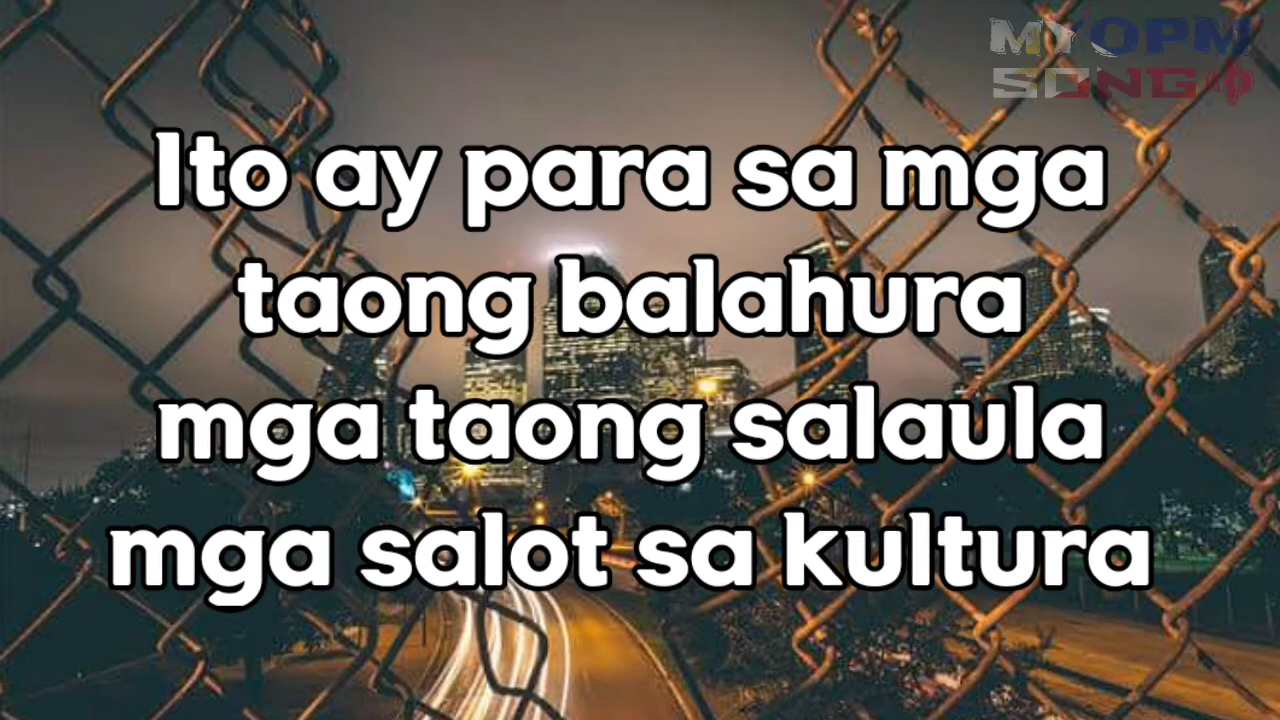 MYOPM
SONG
Ito ay para sa mga
taong balahura
mga taong salaula
mga salot sa kultura